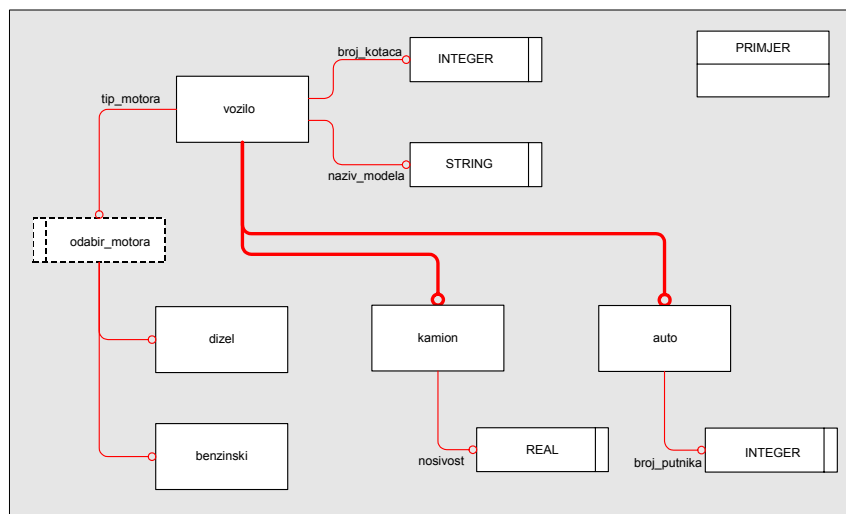 broj_kotaca
INTEGER
PRIMJER
tip_motora
vozilo
STRING
naziv_modela
odabir_motora
dizel
kamion
auto
benzinski
nosivost
REAL
broj_putnika
INTEGER